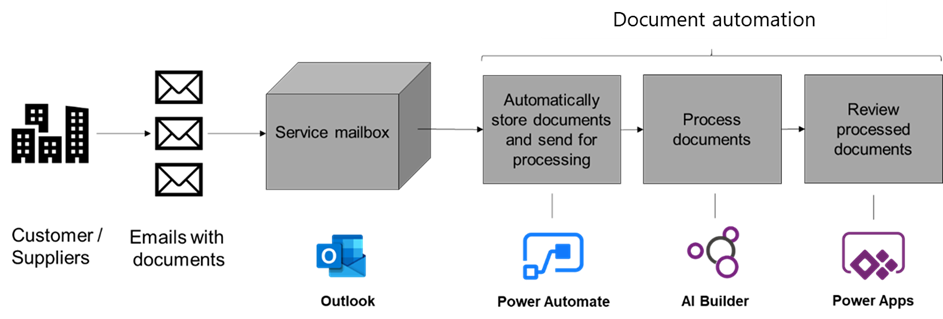 Document automation
Service mailbox
Automatically
store documents
and send for
processing
Process
documents
Review
processed
documents
Customer /
Suppliers
Emails with
documents
O
Outlook
Power Automate
AI Builder
Power Apps